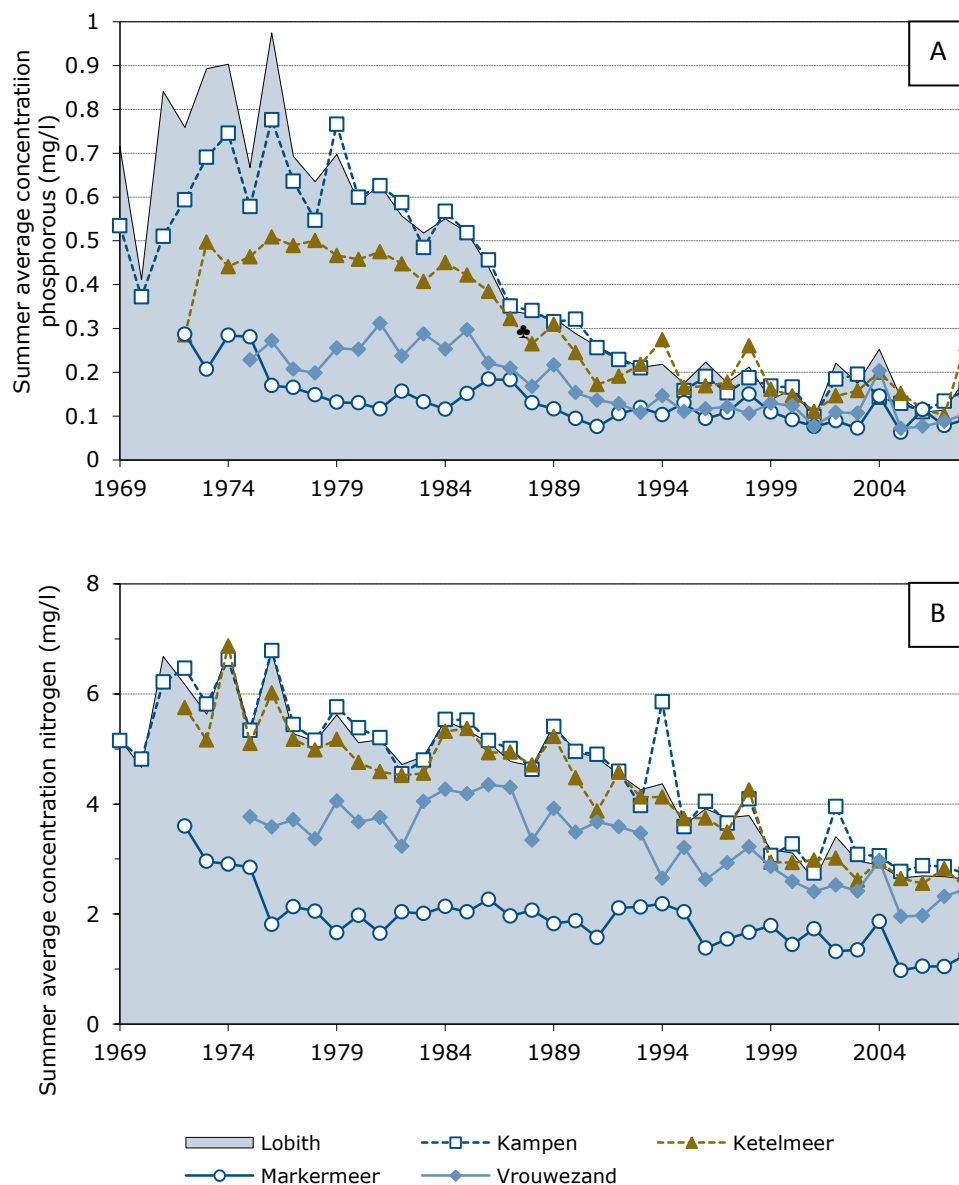 A
Summer average concentratiion
phosphorous (mg/l)
1
0.9
0.8
0.7
0.6
0.5
0.4
0.3
0.2
0.1
0
1969 1974 1979 1984 1989 1994 1999 2004
B
Summer average concentration nitrogen (mg/l)
8
6
4
2
0
1969 1974 1979 1984 1989 1994 1999 2004
Lobith Kampen Ketelmeer
Markermeer Vrouwezand